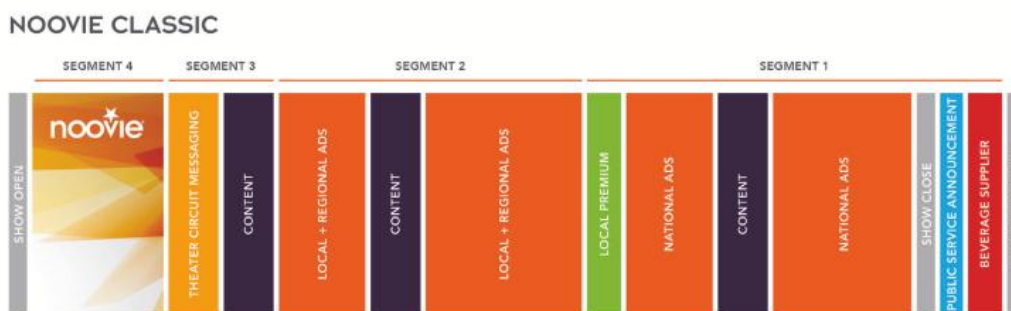 NOOVIE CLASSIC
SEGMENT 4
SEGMENT 3
SEGMENT 2
SEGMENT 1
SHOW OPEN
noovie
THEATER CIRCUIT MESSAGING
CONTENT
LOCAL + REGIONAL ADS
CONTENT
LOCAL + REGIONAL ADS
LOCAL PREMIUM
NATIONAL ADS
CONTENT
NATIONAL ADS
SHOW CLOSE
PUBLIC SERVICE ANNOUNCEMENT
BEVERAGE SUPPLIER